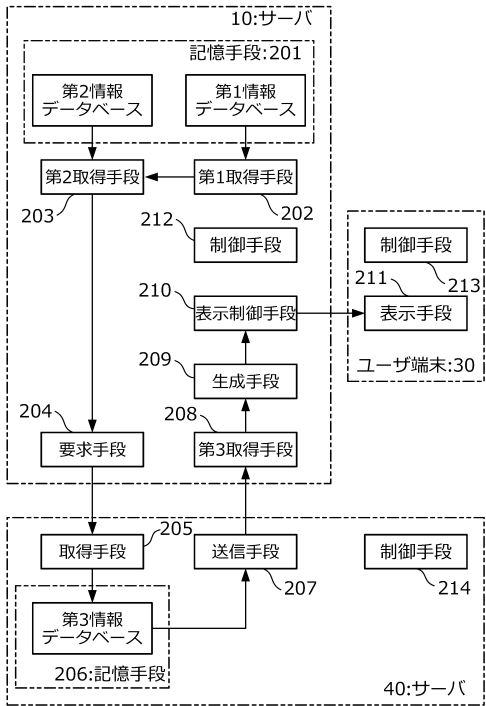 10:サーバ
記憶手段:201
第2情報
データベース
第1情報
データベース
第2取得手段
第1取得手段
203
202
212
制御手段
制御手段
213
210
211
表示制御手段
表示手段
209
生成手段
ユーザ端末:30
204
208
要求手段
第3取得手段
205
取得手段
送信手段
制御手段
207
214
第3情報
データベース
206:記憶手段
40:サーバ